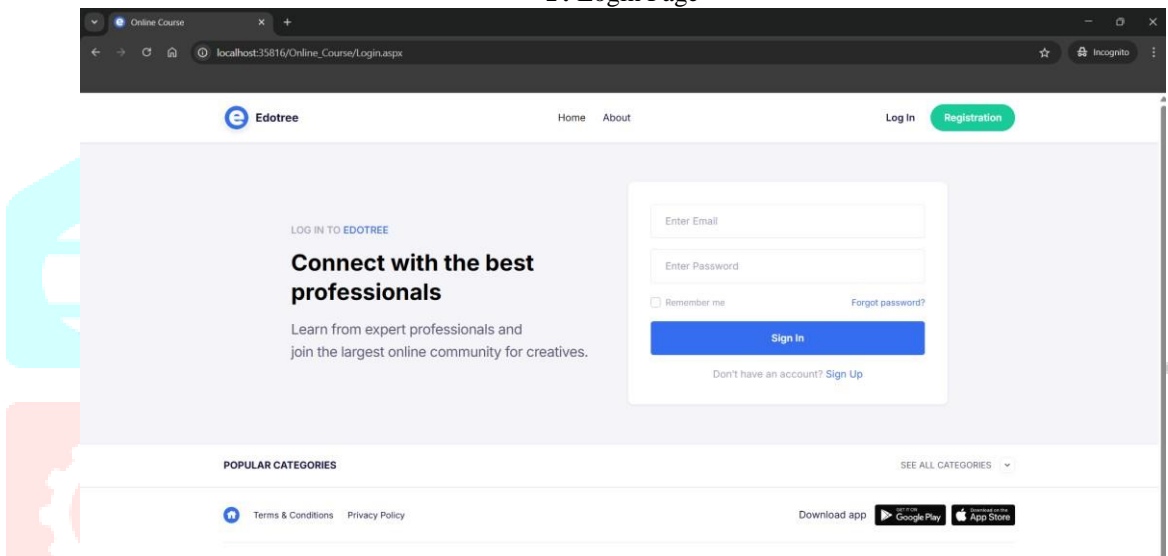 Online Course
localhost:35816/Online_Course/Login.aspx
Incognito
Edotree
Home About
Log In
Registration
LOG IN TO EDOTREE
Connect with the best
professionals
Learn from expert professionals and
join the largest online community for creatives.
Enter Email
Enter Password
Remember me
Forgot password?
Sign In
Don't have an account? Sign Up
POPULAR CATEGORIES
SEE ALL CATEGORIES
Terms & Conditions Privacy Policy
Download app
GET IT ON
Google Play
Download on the
App Store